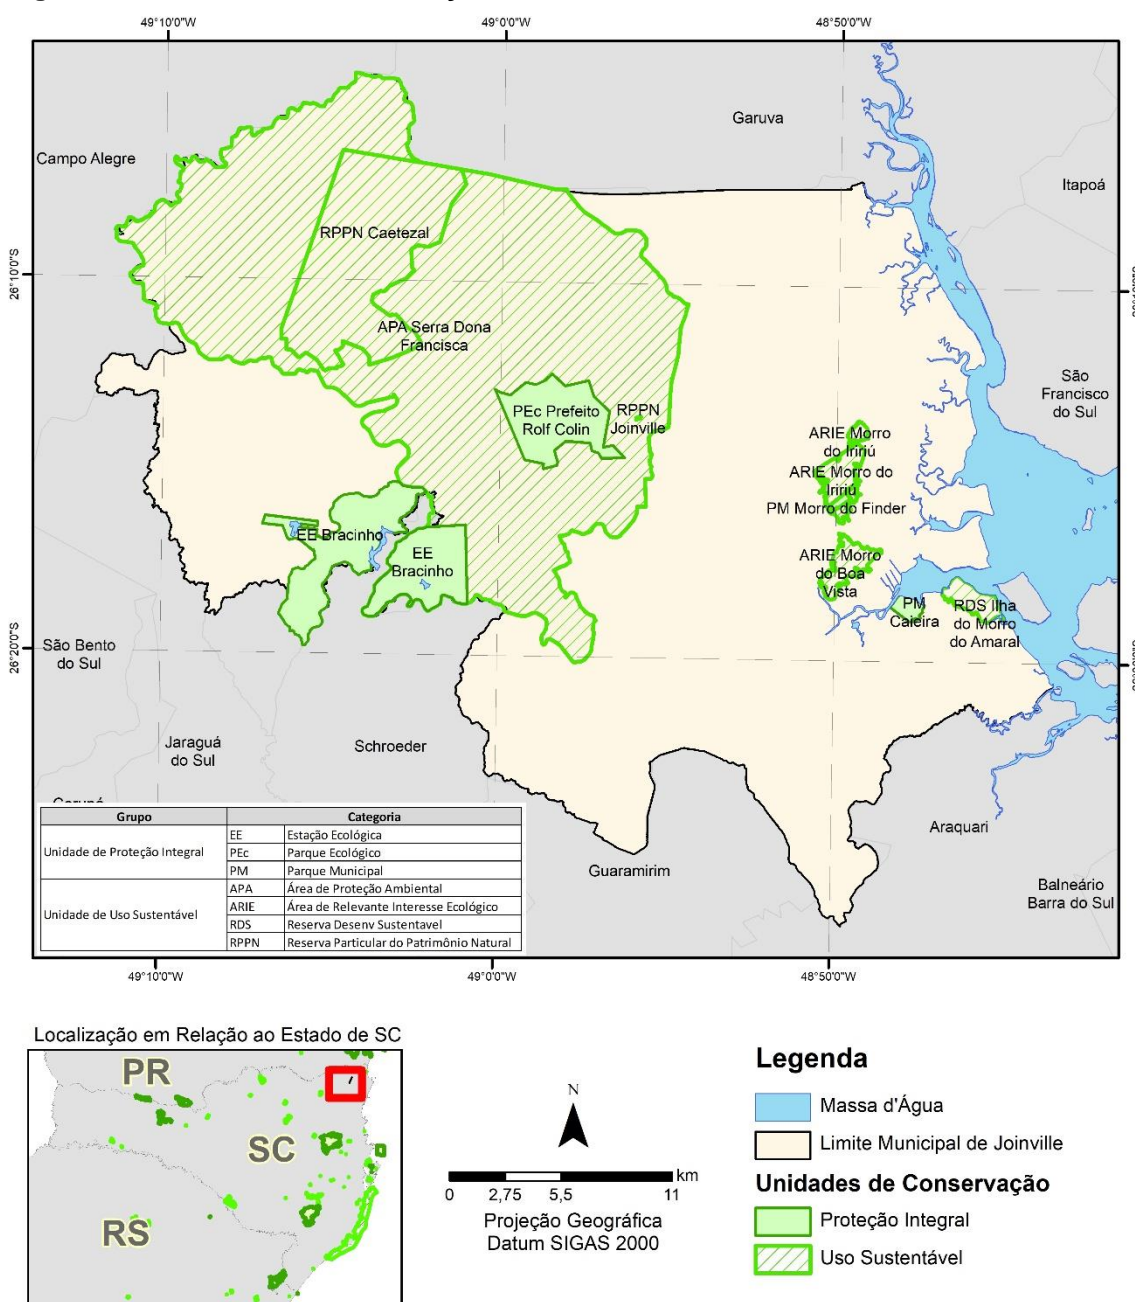 49°10'0"W
49°0'0"W
48°50'0"W
Garuva
Campo Alegre
Itapoá
RPPN Caetezal
26°10'0"S
APA Serra Dona
Francisca
São
Francisco
do Sul
PEc Prefeito
Rolf Colin
RPPN
Joinville
ARIE Morro
do Iririú
ARIE Morro do
Iririú
PM Morro do Finder
EE Bracinho
EE
Bracinho
ARIE Morro
do Boa
Vista
PM
Caieira
RDS Ilha
do Morro
do Amaral
26°20'0"S
São Bento
do Sul
Jaraguá
do Sul
Schroeder
Araquari
Guaramirim
Balneário
Barra do Sul
Grupo
Categoria
Unidade de Proteção Integral
EE
Estação Ecológica
PEc
Parque Ecológico
PM
Parque Municipal
Unidade de Uso Sustentável
APA
Área de Proteção Ambiental
ARIE
Área de Relevante Interesse Ecológico
RDS
Reserva Desenv Sustentavel
RPPN
Reserva Particular do Patrimônio Natural
49°10'0"W
49°0'0"W
48°50'0"W
Localização em Relação ao Estado de SC
PR
SC
RS
N
km
0
2,75
5,5
11
Projeção Geográfica
Datum SIGAS 2000
Legenda
Massa d'Água
Limite Municipal de Joinville
Unidades de Conservação
Proteção Integral
Uso Sustentável